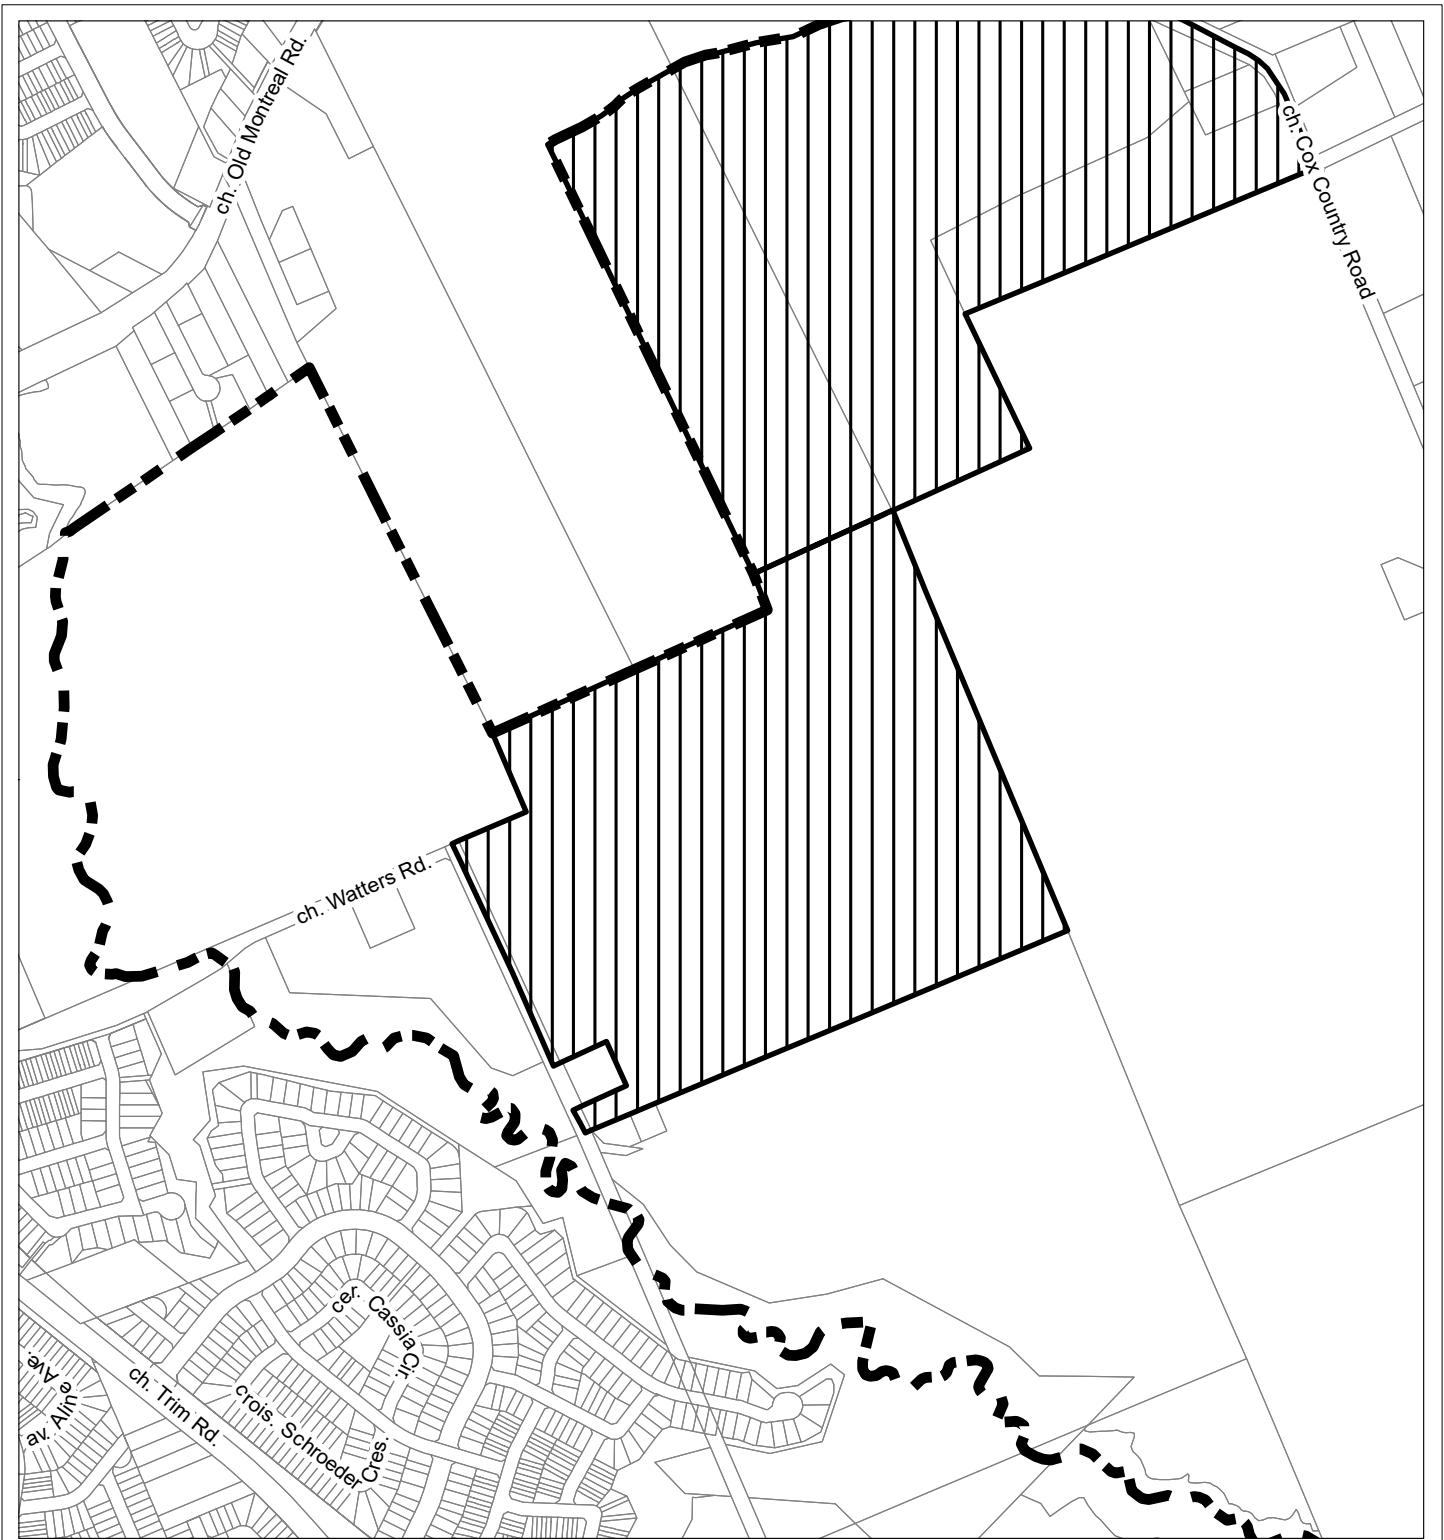 ch. Old Montreal Rd.
ch. Cox Country Road
ch. Watters Rd.
cer. Cassia Cir.
crois. Schroeder Cres.
ch. Trim Rd.
av. Aline Ave.